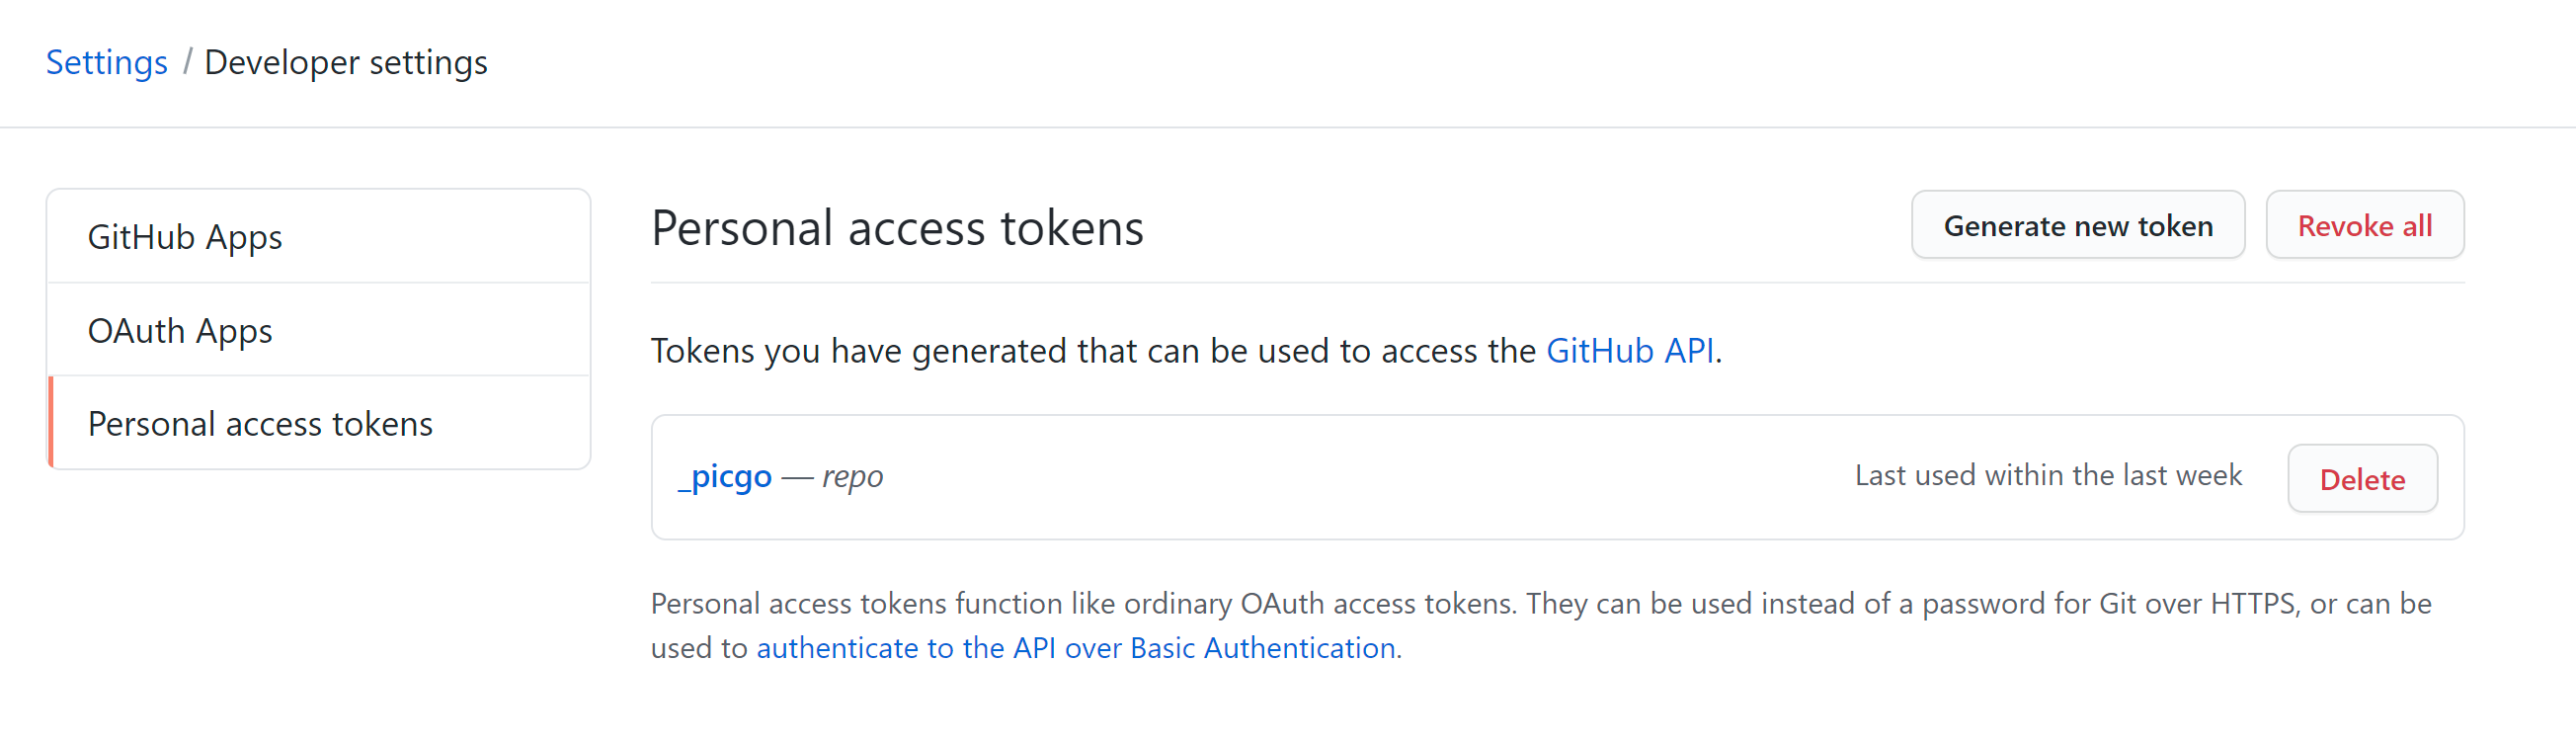 Settings / Developer settings
GitHub Apps
OAuth Apps
Personal access tokens
Personal access tokens
Generate new token
Revoke all
Tokens you have generated that can be used to access the GitHub API.
_picgo — repo
Last used within the last week
Delete
Personal access tokens function like ordinary OAuth access tokens. They can be used instead of a password for Git over HTTPS, or can be
used to authenticate to the API over Basic Authentication.